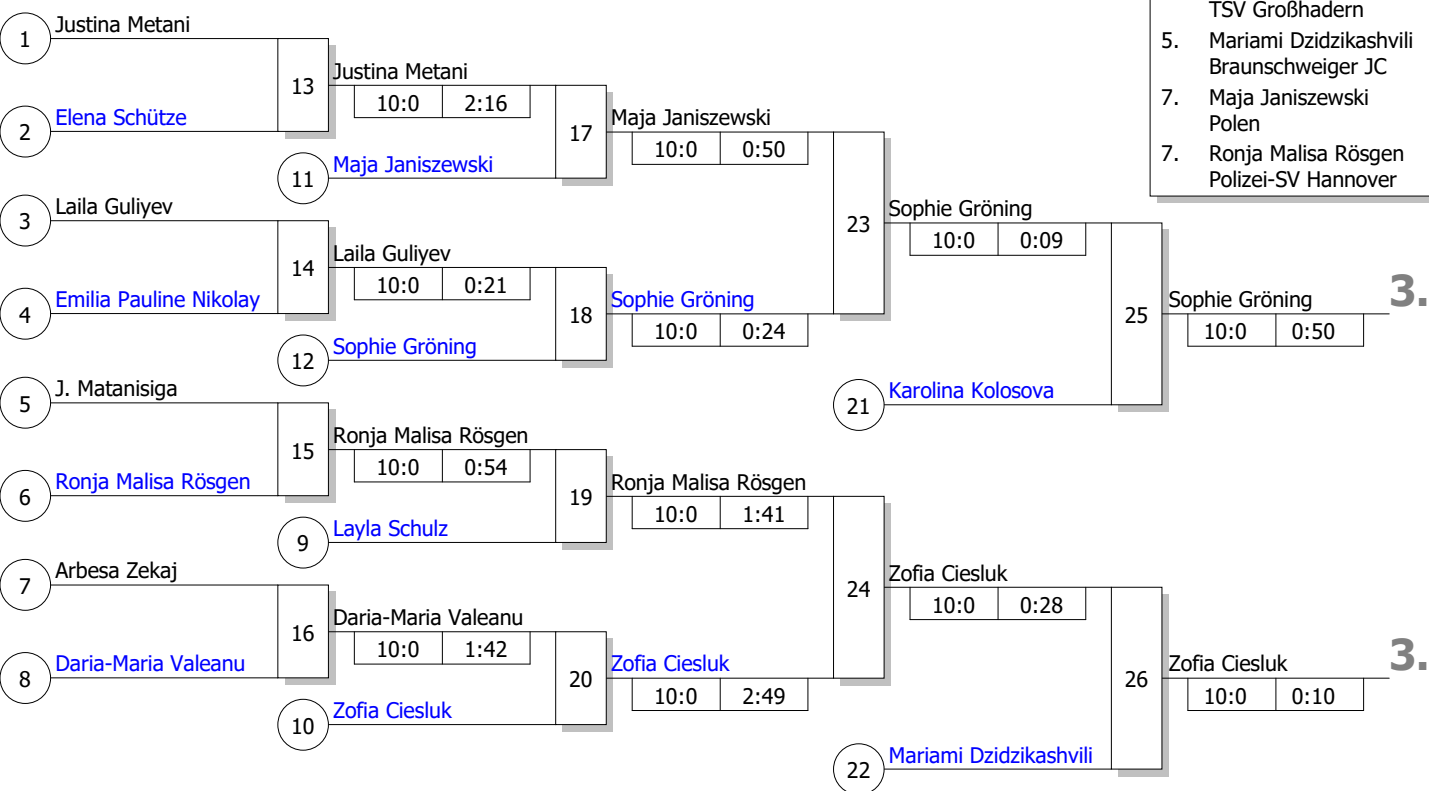 TSV Großhadern
5. Mariami Dzidzikashvili
Braunschweiger JC
7. Maja Janiszewski
Polen
7. Ronja Malisa Rösgen
Polizei-SV Hannover
1 Justina Metani
2 Elena Schütze
13 Justina Metani
10:0 2:16
11 Maja Janiszewski
17 Maja Janiszewski
10:0 0:50
3 Laila Guliyev
4 Emilia Pauline Nikolay
14 Laila Guliyev
10:0 0:21
12 Sophie Gröning
18 Sophie Gröning
10:0 0:24
23 Sophie Gröning
10:0 0:09
21 Karolina Kolosova
25 Sophie Gröning 3.
10:0 0:50
5 J. Matanisiga
6 Ronja Malisa Rösgen
15 Ronja Malisa Rösgen
10:0 0:54
9 Layla Schulz
19 Ronja Malisa Rösgen
10:0 1:41
7 Arbesa Zekaj
8 Daria-Maria Valeanu
16 Daria-Maria Valeanu
10:0 1:42
10 Zofia Ciesluk
20 Zofia Ciesluk
10:0 2:49
24 Zofia Ciesluk
10:0 0:28
22 Mariami Dzidzikashvili
26 Zofia Ciesluk 3.
10:0 0:10